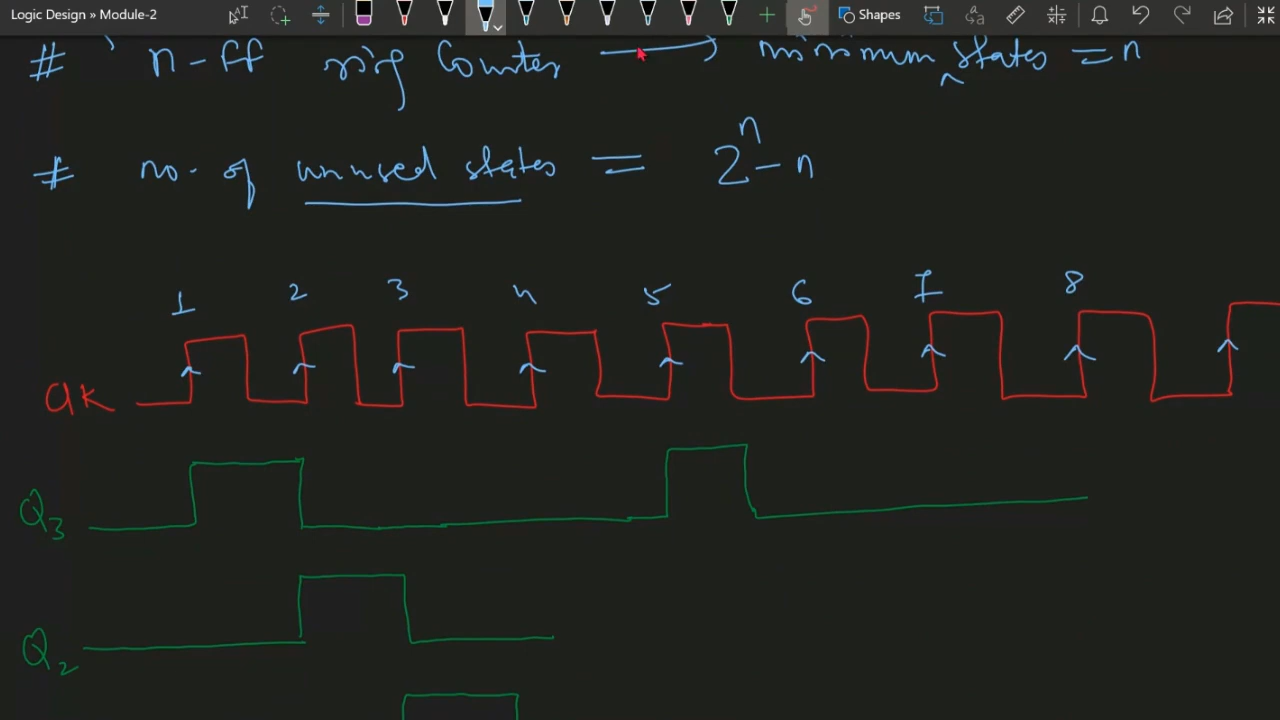 Logic Design » Module-2
Shapes
# n-ff ring Counter → minimum states = n
# no. of unused states = 2^n - n
1 2 3 4 5 6 7 8
clk
Q3
Q2